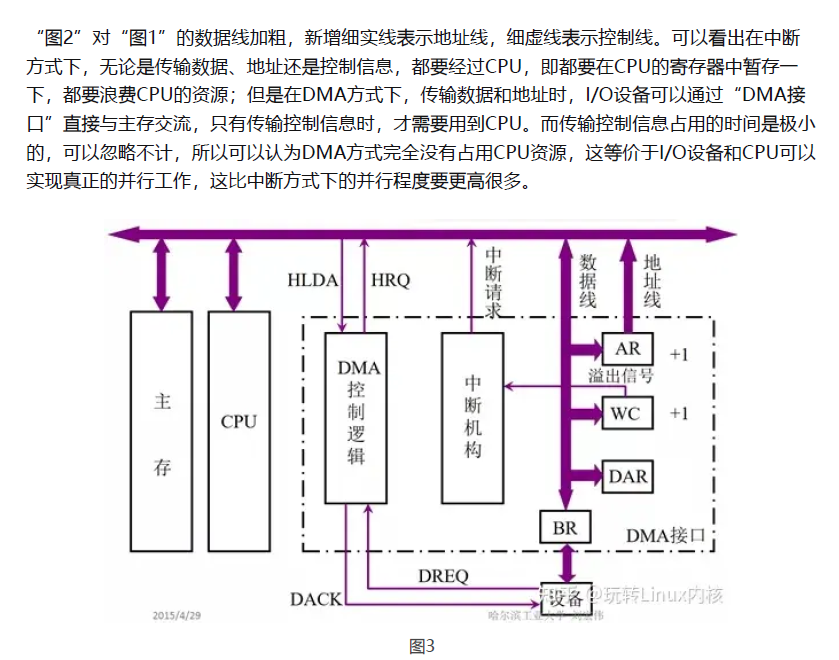 “图2”对“图1”的数据线加粗，新增细实线表示地址线，细虚线表示控制线。可以看出在中断
方式下，无论是传输数据、地址还是控制信息，都要经过CPU，即都要在CPU的寄存器中暂存一
下，都要浪费CPU的资源；但是在DMA方式下，传输数据和地址时，I/O设备可以通过“DMA接
口”直接与主存交流，只有传输控制信息时，才需要用到CPU。而传输控制信息占用的时间是极小
的，可以忽略不计，所以可以认为DMA方式完全没有占用CPU资源，这等价于I/O设备和CPU可以
实现真正的并行工作，这比中断方式下的并行程度要更高很多。
HLDA
HRQ
中断请求
数据线
地址线
主存
CPU
DMA控制逻辑
中断机构
AR
+1
溢出信号
WC
+1
DAR
BR
DMA接口
DREQ
DACK
设备
知乎 @玩转Linux内核
2015/4/29
哈尔滨工业大学
图3